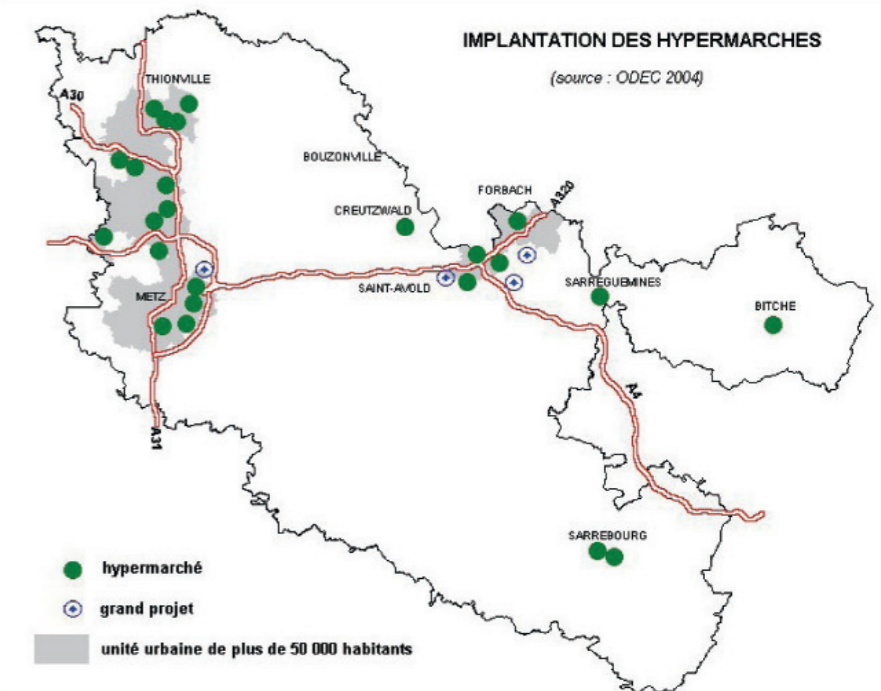 IMPLANTATION DES HYPERMARCHES
(source : ODEC 2004)
THIONVILLE
A30
BOUZONVILLE
FORBACH
A320
CREUTZWALD
SAINT-AVOLD
SARREGUEMINES
METZ
BITCHE
A4
A31
SARREBOURG
hypermarché
grand projet
unité urbaine de plus de 50 000 habitants